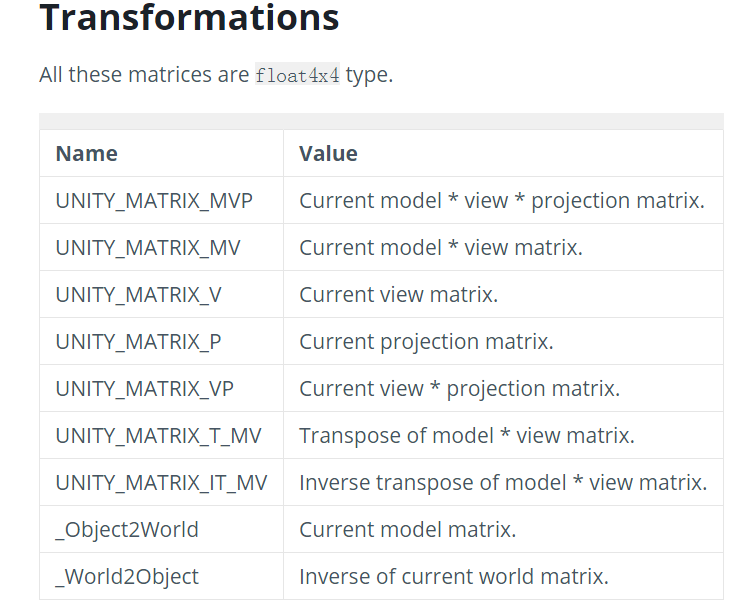 Transformations
All these matrices are float4x4 type.
Name Value
UNITY_MATRIX_MVP Current model * view * projection matrix.
UNITY_MATRIX_MV Current model * view matrix.
UNITY_MATRIX_V Current view matrix.
UNITY_MATRIX_P Current projection matrix.
UNITY_MATRIX_VP Current view * projection matrix.
UNITY_MATRIX_T_MV Transpose of model * view matrix.
UNITY_MATRIX_IT_MV Inverse transpose of model * view matrix.
_Object2World Current model matrix.
_World2Object Inverse of current world matrix.